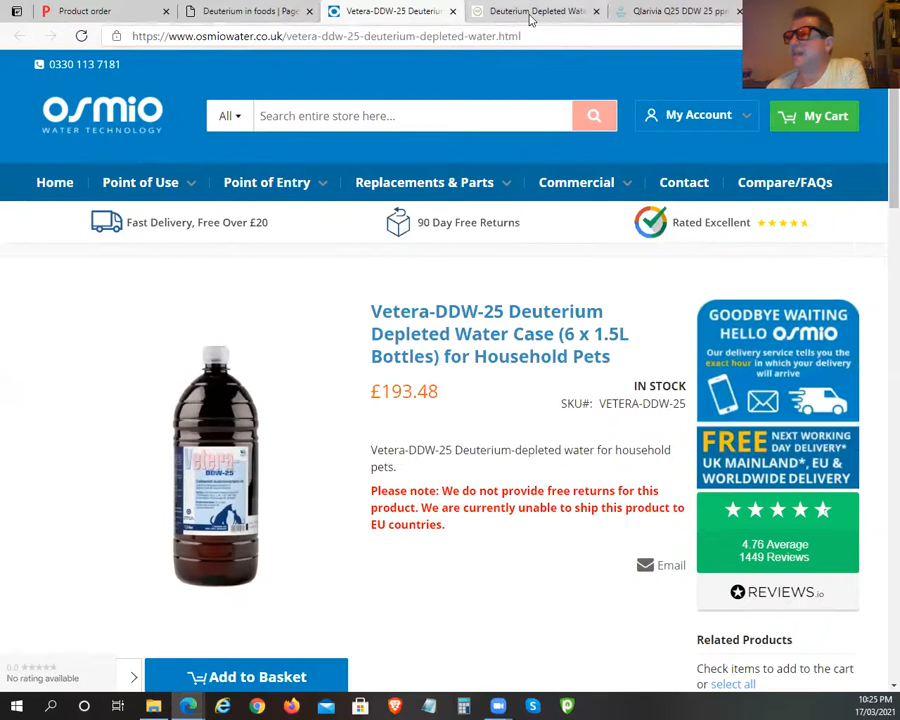 Product order
Deuterium in foods | Page
Vetera-DDW-25 Deuteriu
Deuterium Depleted Wat
Qlarivia Q25 DDW 25 pp
https://www.osmiowater.co.uk/vetera-ddw-25-deuterium-depleted-water.html
0330 113 7181
osmio
WATER TECHNOLOGY
All
Search entire store here...
My Account
My Cart
Home
Point of Use
Point of Entry
Replacements & Parts
Commercial
Contact
Compare/FAQs
Fast Delivery, Free Over £20
90 Day Free Returns
Rated Excellent
Vetera-DDW-25 Deuterium
Depleted Water Case (6 x 1.5L
Bottles) for Household Pets
£193.48
IN STOCK
SKU#: VETERA-DDW-25
Vetera-DDW-25 Deuterium-depleted water for household
pets.
Please note: We do not provide free returns for this
product. We are currently unable to ship this product to
EU countries.
Email
Vetera
DDW-25
GOODBYE WAITING
HELLO osmio
Our delivery service tells you the
exact hour in which your delivery
will arrive
FREE NEXT WORKING
DAY DELIVERY*
UK MAINLAND*, EU &
WORLDWIDE DELIVERY
4.76 Average
1449 Reviews
REVIEWS.io
Related Products
Check items to add to the cart
or select all
0.0
No rating available
Add to Basket
10:25 PM
17/03/2021